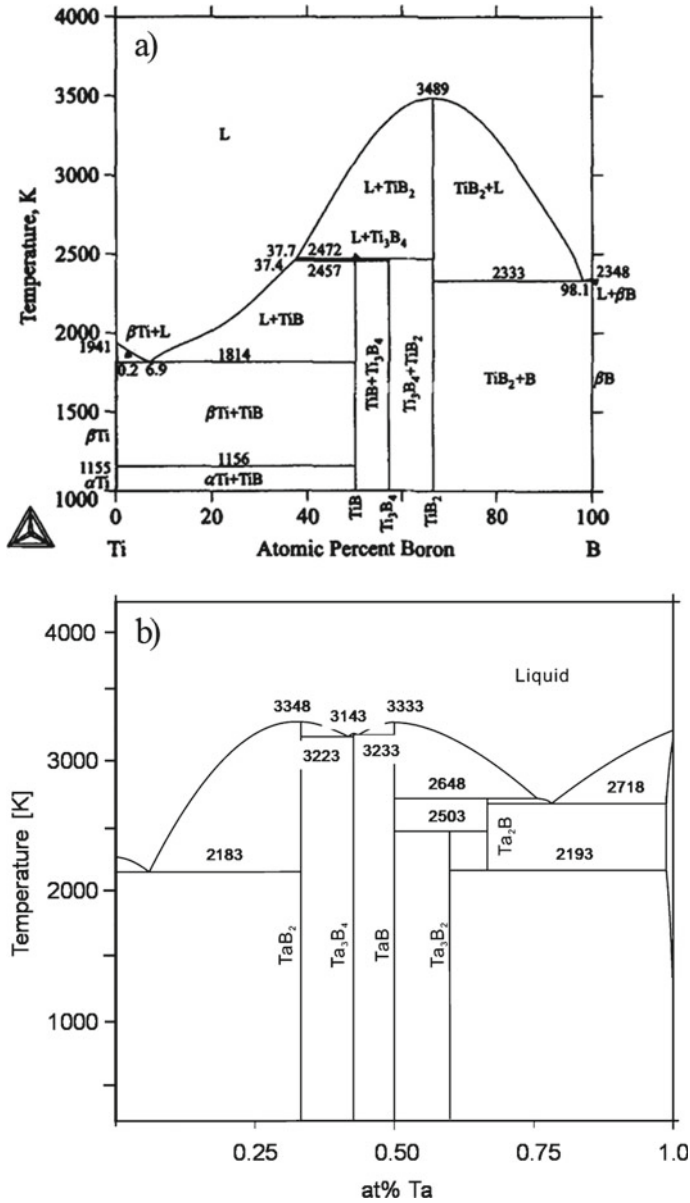 4000
a)
3489
3500
L
3000
L+TiB2
TiB2+L
Temperature, K
L+Ti3B4
2500
37.7
2472
37.4
2457
2333
2348
98.1
L+βB
L+TiB
2000
βTi+L
1941
1814
0.2
6.9
TiB+Ti3B4
Ti3B4+TiB2
TiB2+B
βB
1500
βTi+TiB
βTi
1156
1155
αTi
αTi+TiB
1000
TiB
Ti3B4
TiB2
0
20
40
60
80
100
Ti
Atomic Percent Boron
B
b)
4000
Liquid
3348
3143
3333
3000
3223
3233
2648
2718
2503
Temperature [K]
Ta2B
2183
2193
2000
TaB2
Ta3B4
TaB
Ta3B2
1000
0.25
0.50
0.75
1.0
at% Ta